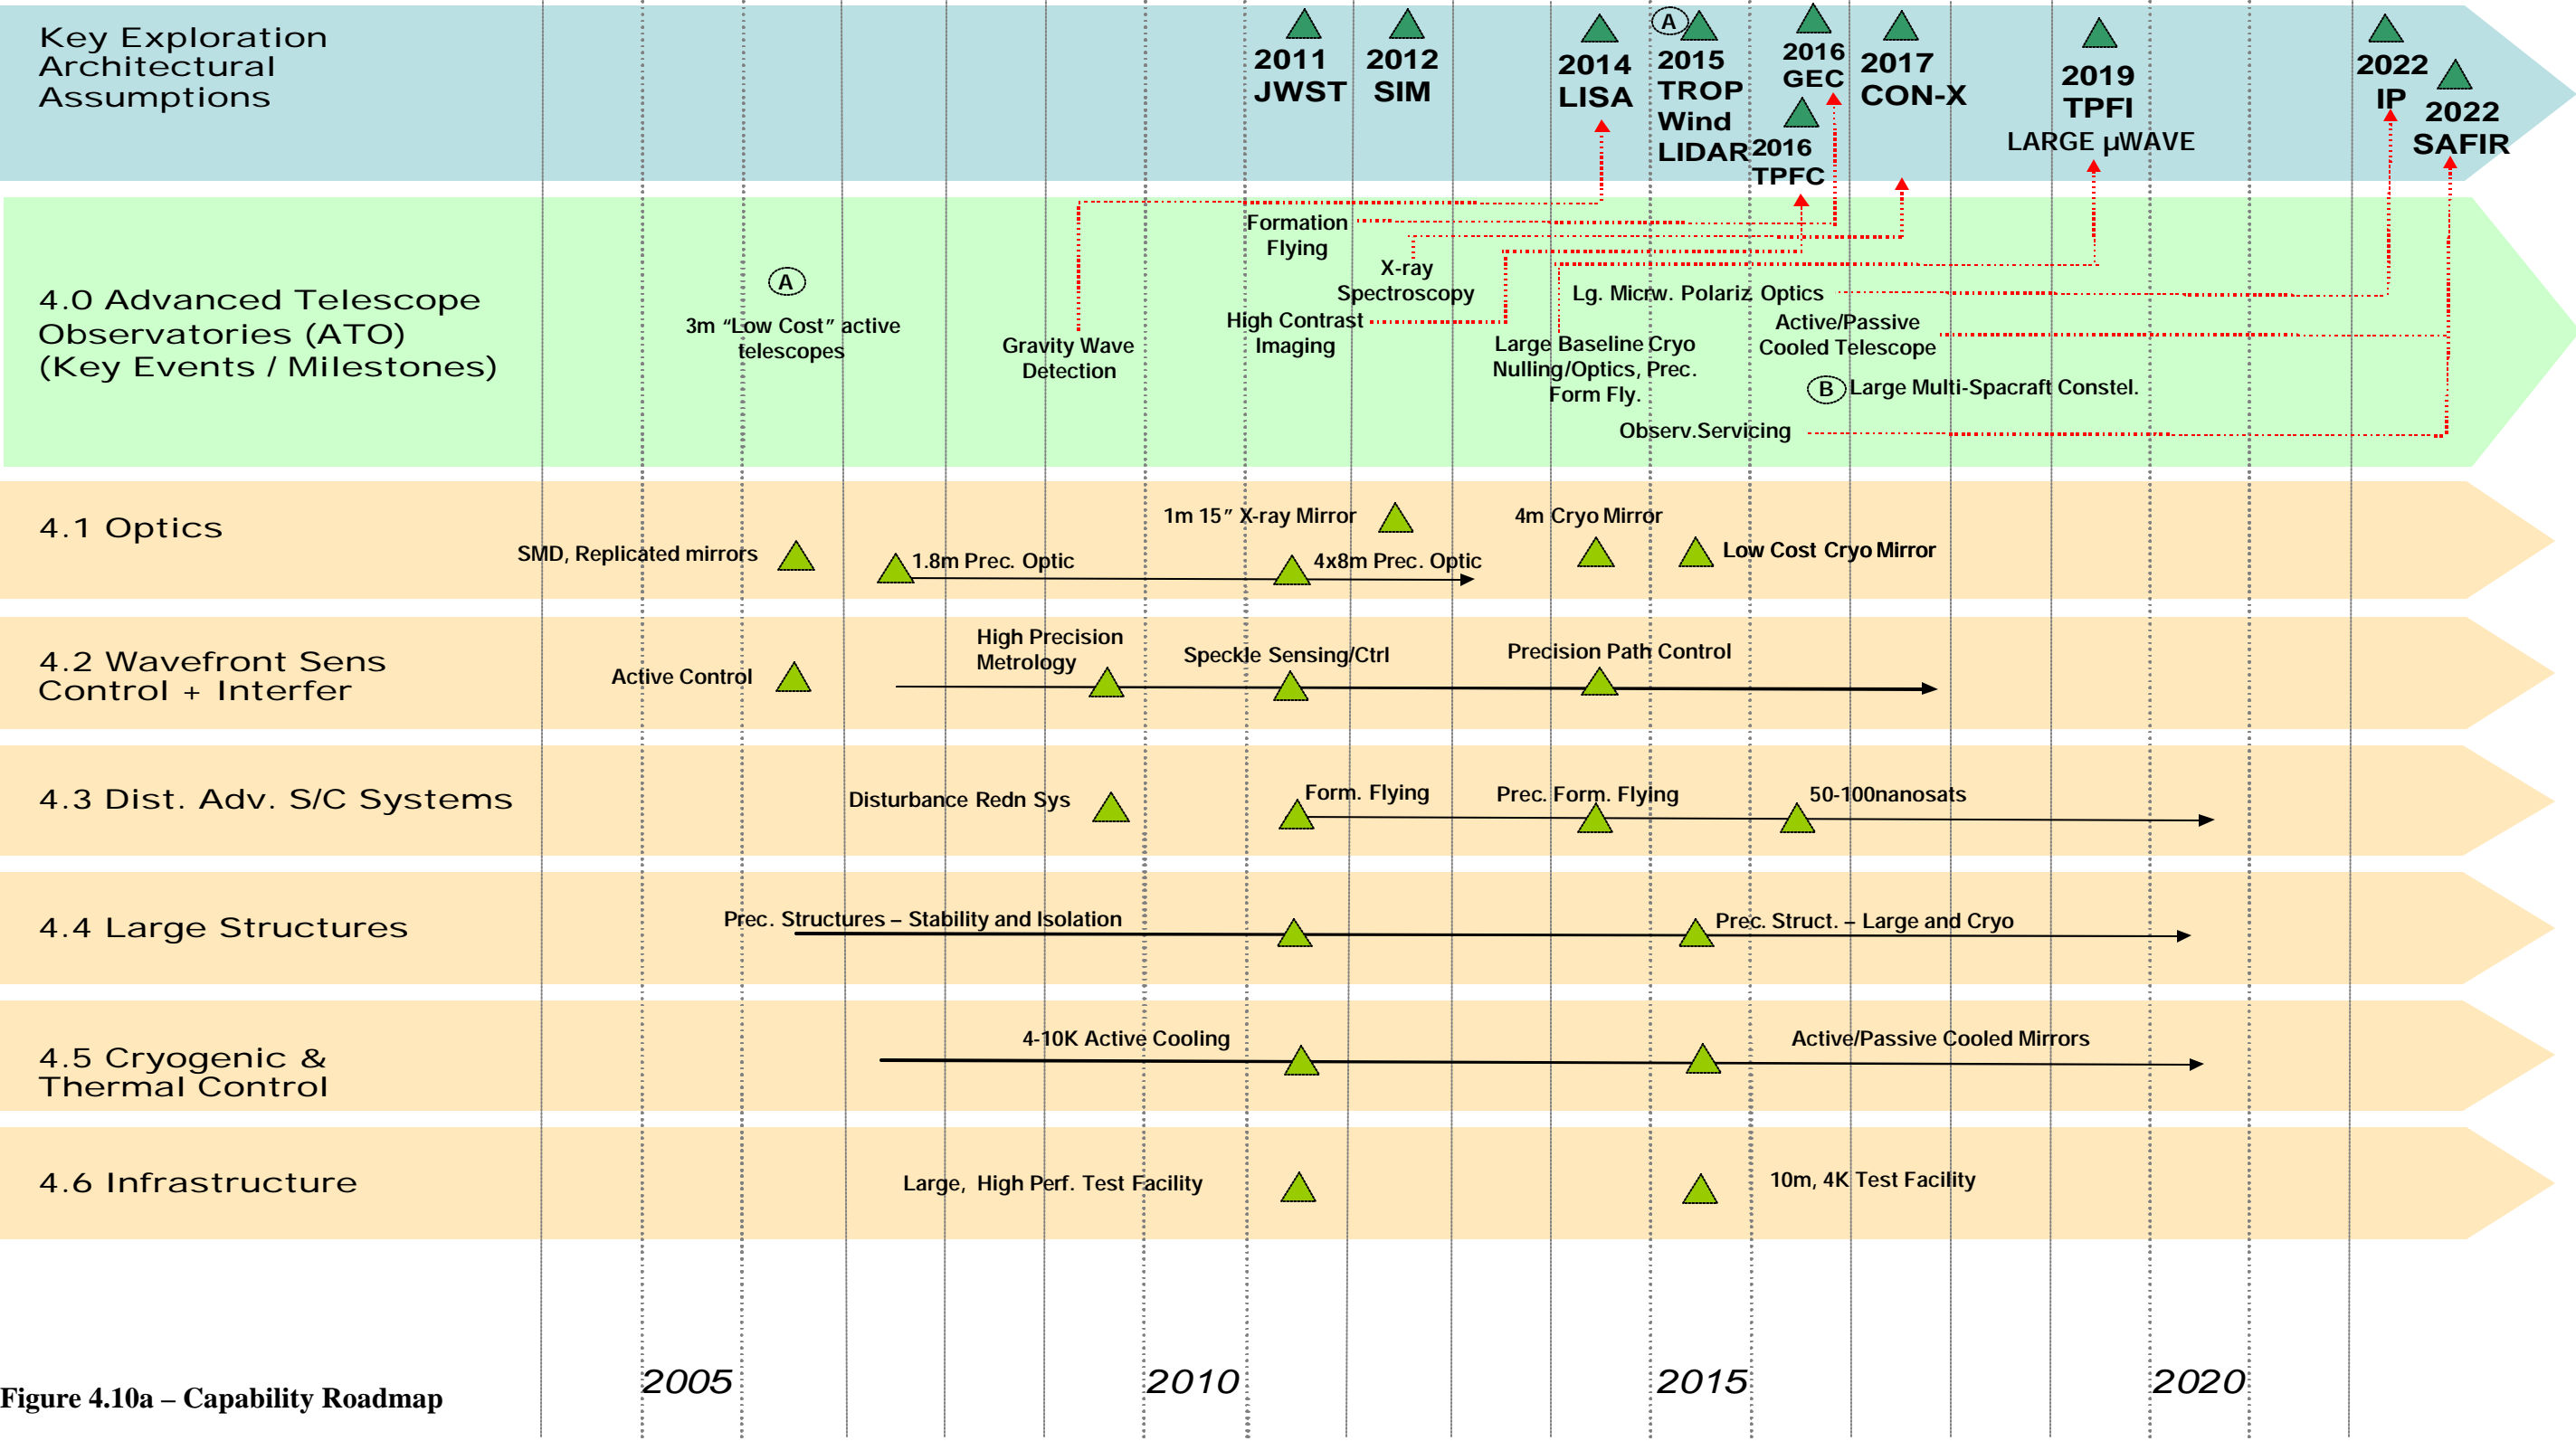 Key Exploration
Architectural
Assumptions
2011
JWST
2012
SIM
2014
LISA
A
2015
TROP
Wind
LIDAR
2016
GEC
2016
TPFC
2017
CON-X
2019
TPFI
LARGE µWAVE
2022
IP
2022
SAFIR
4.0 Advanced Telescope
Observatories (ATO)
(Key Events / Milestones)
A
3m “Low Cost” active
telescopes
Gravity Wave
Detection
Formation
Flying
X-ray
Spectroscopy
High Contrast
Imaging
Lg. Micrw. Polariz. Optics
Large Baseline Cryo
Nulling/Optics, Prec.
Form Fly.
Active/Passive
Cooled Telescope
B Large Multi-Spacraft Constel.
Observ.Servicing
4.1 Optics
SMD, Replicated mirrors
1.8m Prec. Optic
1m 15” X-ray Mirror
4x8m Prec. Optic
4m Cryo Mirror
Low Cost Cryo Mirror
4.2 Wavefront Sens
Control + Interfer
Active Control
High Precision
Metrology
Speckle Sensing/Ctrl
Precision Path Control
4.3 Dist. Adv. S/C Systems
Disturbance Redn Sys
Form. Flying
Prec. Form. Flying
50-100nanosats
4.4 Large Structures
Prec. Structures – Stability and Isolation
Prec. Struct. – Large and Cryo
4.5 Cryogenic &
Thermal Control
4-10K Active Cooling
Active/Passive Cooled Mirrors
4.6 Infrastructure
Large, High Perf. Test Facility
10m, 4K Test Facility
2005
2010
2015
2020
Figure 4.10a – Capability Roadmap